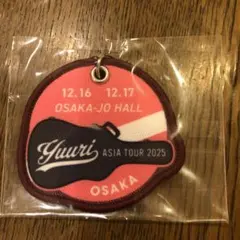 12.16 12.17
OSAKA-JO HALL
Yuuri
ASIA TOUR 2025
OSAKA